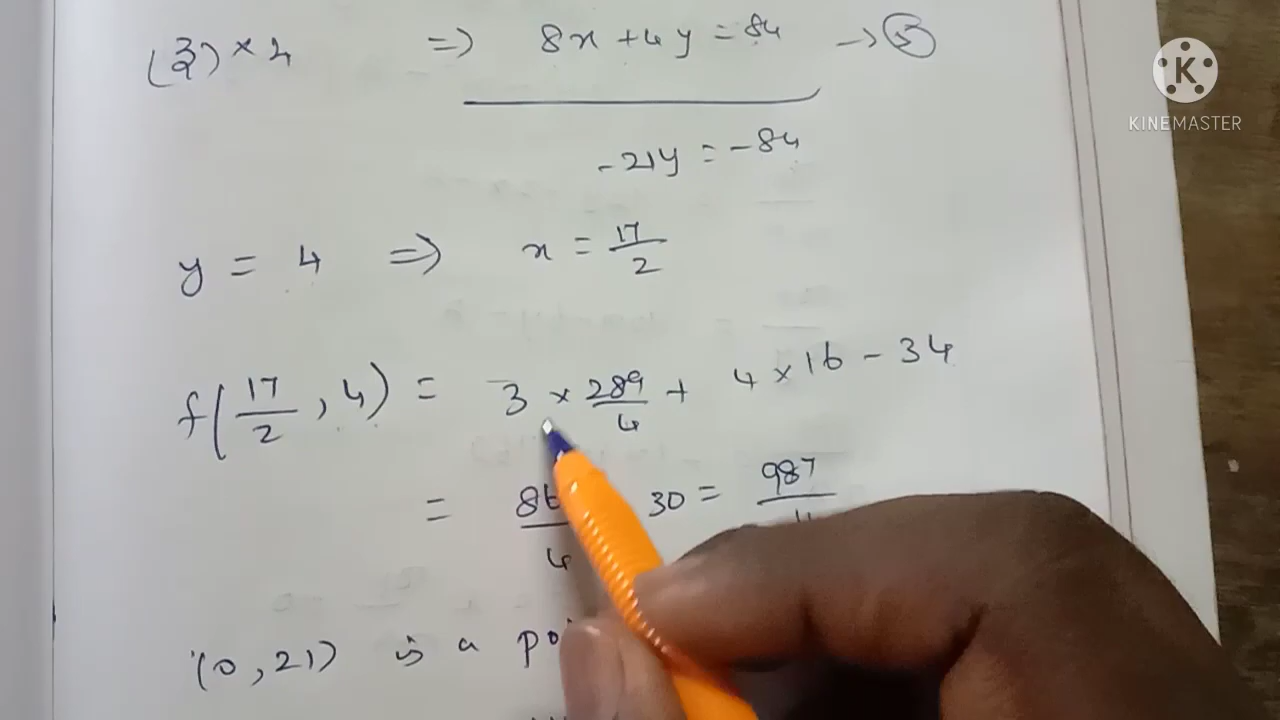 (3) × 4 => 8x + 4y = 84 → (5)
KINEMASTER
-21y = -84
y = 4 => x = 17/2
f(17/2, 4) = 3 × 289/4 + 4 × 16 - 34
= 30 = 987
(0, 21) is a